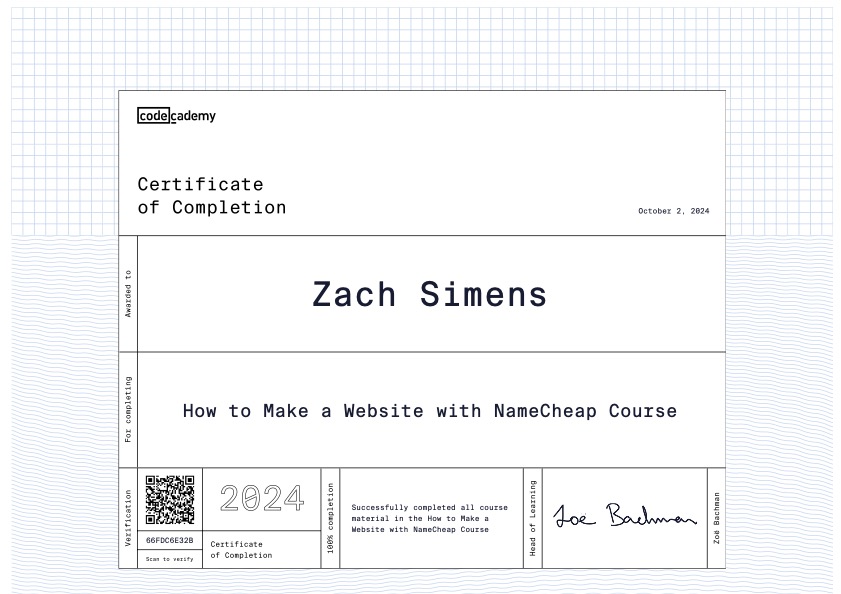 codecademy
Certificate
of Completion
October 2, 2024
Awarded to
Zach Simens
For completing
How to Make a Website with NameCheap Course
Verification
66FDC6E32B
Scan to verify
2024
Certificate
of Completion
100% completion
Successfully completed all course
material in the How to Make a
Website with NameCheap Course
Head of Learning
Zoë Bachman
Zoë Bachman